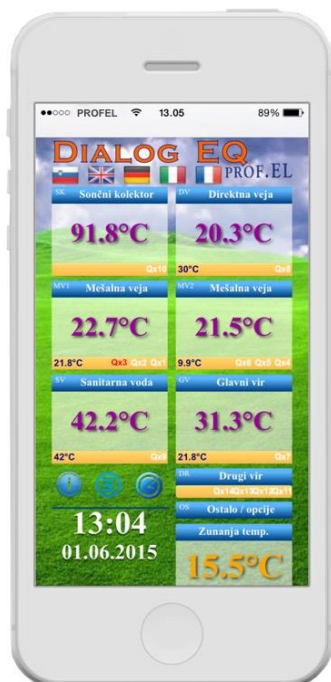 PROFEL 13.05 89%
DIALOG EQ
PROF.EL
SK Sončni kolektor
91.8°C
Qx10
DV Direktna veja
20.3°C
30°C Qx8
MV1 Mešalna veja
22.7°C
21.8°C Qx3 Qx2 Qx1
MV2 Mešalna veja
21.5°C
9.9°C Qx6 Qx5 Qx4
SV Sanitarna voda
42.2°C
42°C Qx9
GV Glavni vir
31.3°C
21.8°C Qx7
DR Drugi vir
Qx14Qx13Qx12Qx11
OS Ostalo / opcije
Zunanja temp.
15.5°C
13:04
01.06.2015